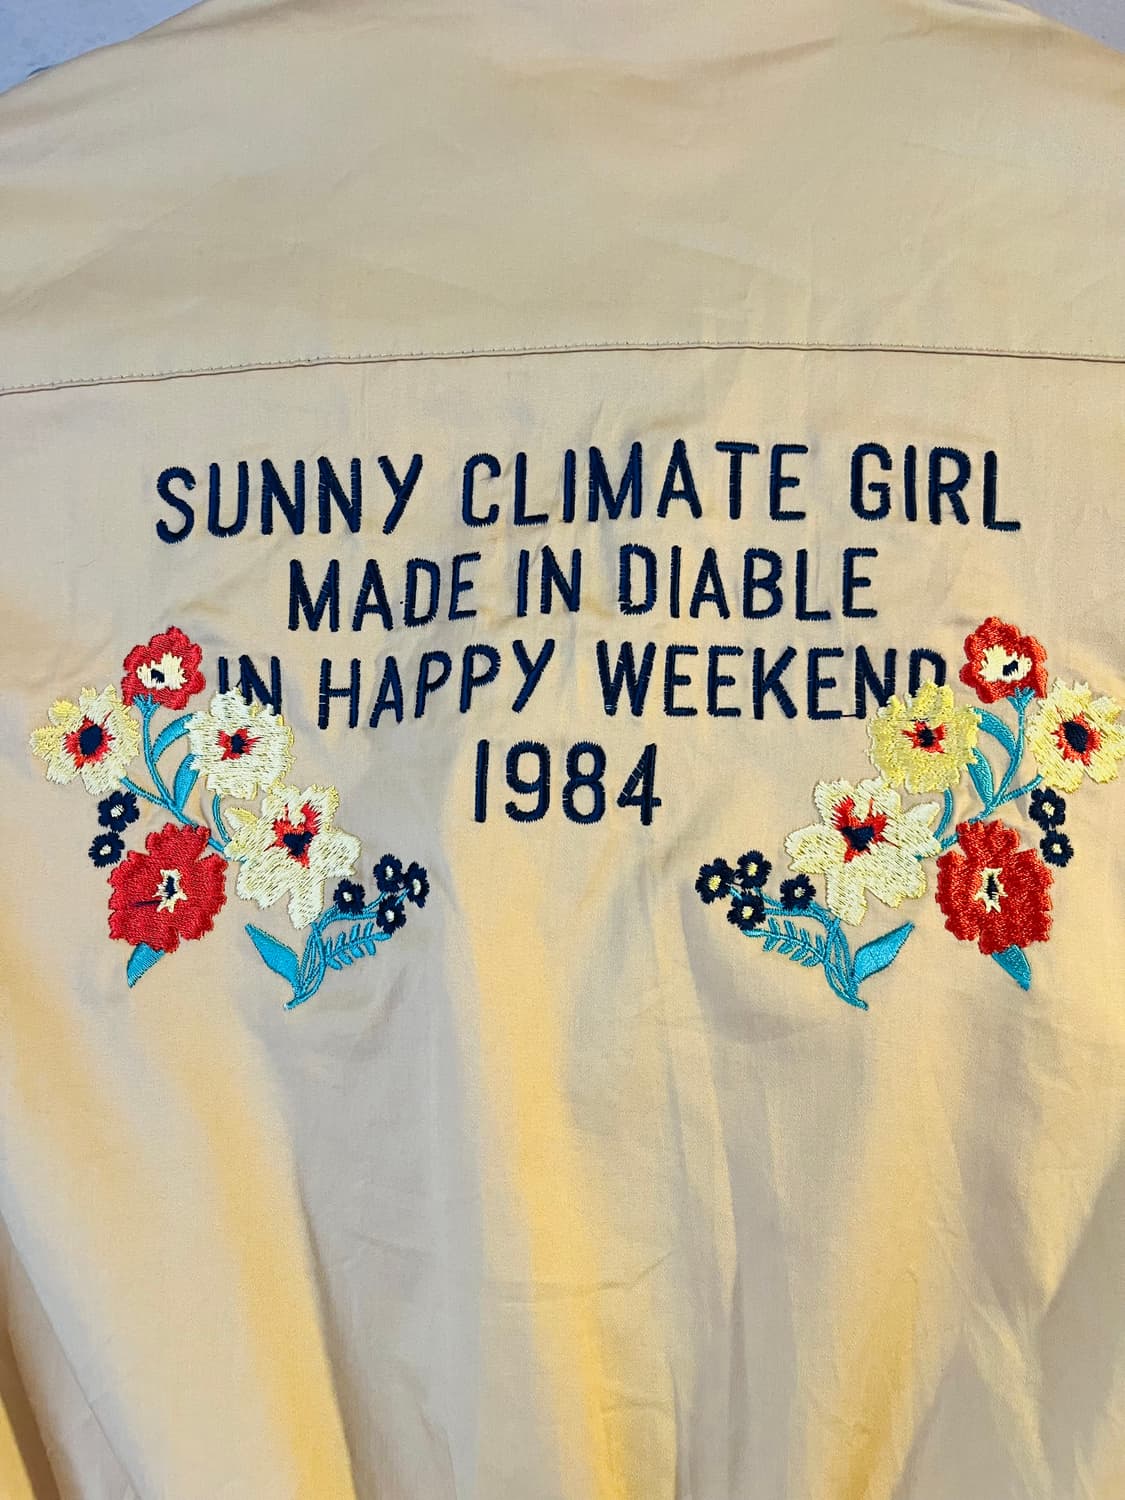 SUNNY CLIMATE GIRL
MADE IN DIABLE
IN HAPPY WEEKEND
1984